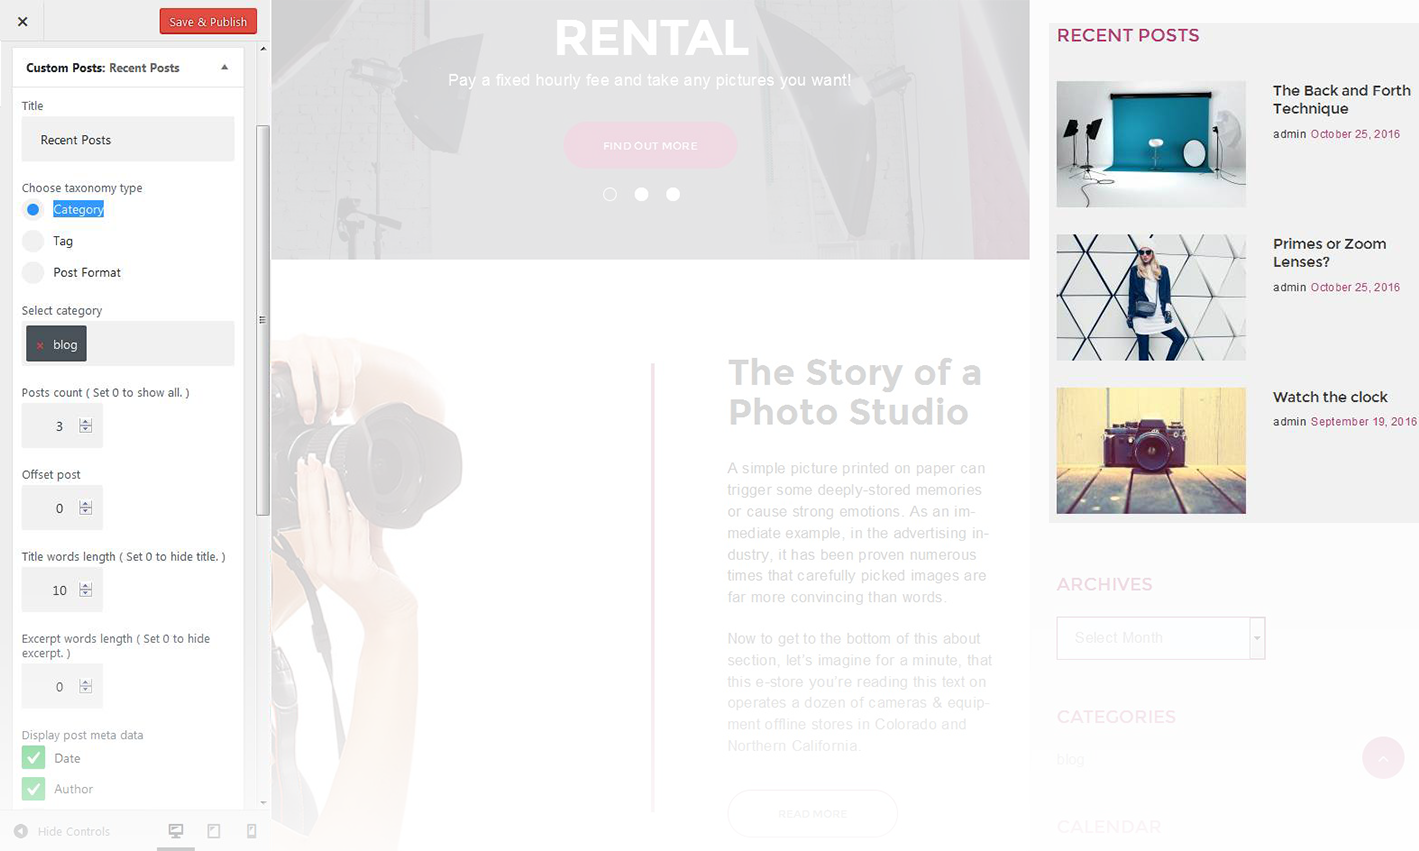 ×
Save & Publish
Custom Posts: Recent Posts
Title
Recent Posts
Choose taxonomy type
Category
Tag
Post Format
Select category
× blog
Posts count ( Set 0 to show all. )
3
Offset post
0
Title words length ( Set 0 to hide title. )
10
Excerpt words length ( Set 0 to hide
excerpt. )
0
Display post meta data
Date
Author
Hide Controls
RENTAL
Pay a fixed hourly fee and take any pictures you want!
FIND OUT MORE
The Story of a
Photo Studio
A simple picture printed on paper can
trigger some deeply-stored memories
or cause strong emotions. As an im-
mediate example, in the advertising in-
dustry, it has been proven numerous
times that carefully picked images are
far more convincing than words.
Now to get to the bottom of this about
section, let's imagine for a minute, that
this e-store you're reading this text on
operates a dozen of cameras & equip-
ment offline stores in Colorado and
Northern California.
READ MORE
RECENT POSTS
The Back and Forth
Technique
admin October 25, 2016
Primes or Zoom
Lenses?
admin October 25, 2016
Watch the clock
admin September 19, 2016
ARCHIVES
Select Month
CATEGORIES
blog
CALENDAR